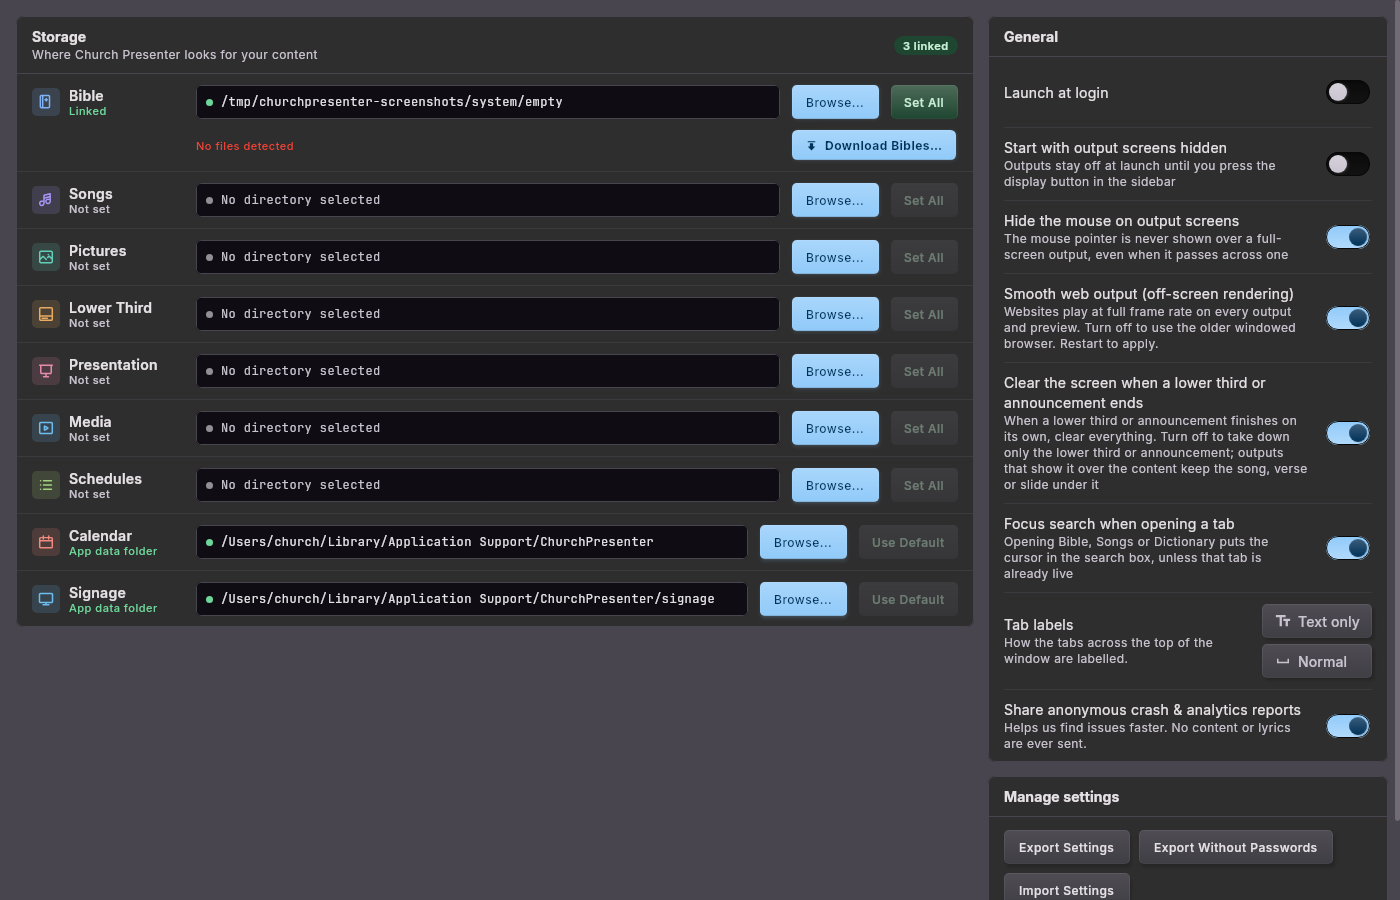 Storage
Where Church Presenter looks for your content
3 linked
Bible
Linked
/tmp/churchpresenter-screenshots/system/empty
Browse...
Set All
No files detected
Download Bibles...
Songs
Not set
No directory selected
Browse...
Set All
Pictures
Not set
No directory selected
Browse...
Set All
Lower Third
Not set
No directory selected
Browse...
Set All
Presentation
Not set
No directory selected
Browse...
Set All
Media
Not set
No directory selected
Browse...
Set All
Schedules
Not set
No directory selected
Browse...
Set All
Calendar
App data folder
/Users/church/Library/Application Support/ChurchPresenter
Browse...
Use Default
Signage
App data folder
/Users/church/Library/Application Support/ChurchPresenter/signage
Browse...
Use Default
General
Launch at login
Start with output screens hidden
Outputs stay off at launch until you press the
display button in the sidebar
Hide the mouse on output screens
The mouse pointer is never shown over a full-
screen output, even when it passes across one
Smooth web output (off-screen rendering)
Websites play at full frame rate on every output
and preview. Turn off to use the older windowed
browser. Restart to apply.
Clear the screen when a lower third or
announcement ends
When a lower third or announcement finishes on
its own, clear everything. Turn off to take down
only the lower third or announcement; outputs
that show it over the content keep the song, verse
or slide under it
Focus search when opening a tab
Opening Bible, Songs or Dictionary puts the
cursor in the search box, unless that tab is
already live
Tab labels
How the tabs across the top of the
window are labelled.
Text only
Normal
Share anonymous crash & analytics reports
Helps us find issues faster. No content or lyrics
are ever sent.
Manage settings
Export Settings
Export Without Passwords
Import Settings